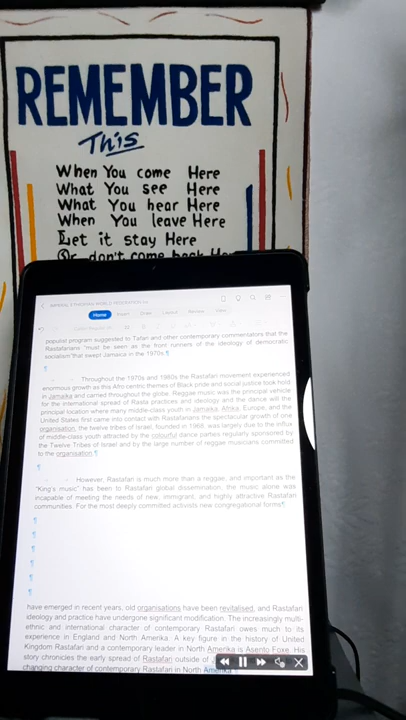 REMEMBER
This
When You come Here
What You see Here
What You hear Here
When You leave Here
Let it stay Here
Or don't come back
Home Insert Draw Layout Review View
populist program suggested to Tafari and other contemporary commentators that the
Rastafarians "must be seen as the front runners of the ideology of democratic
socialism"that swept Jamaica in the 1970s.¶
¶
Throughout the 1970s and 1980s the Rastafari movement experienced
enormous growth as this Afro centric themes of Black pride and social justice took hold
in Jamaica and carried throughout the globe. Reggae music was the principal vehicle
for the international spread of Rasta practices and ideology and the stance will the
principal location where many middle-class youth in Jamaica, Afrika, Europe, and the
United States first came into contact with Rastafarians the spectacular growth of one
organisation, the twelve tribes of Israel, founded in 1968, was largely due to the influx
of middle-class youth attracted by the colourful dance parties regularly sponsored by
the Twelve Tribes of Israel and by the large number of reggae musicians committed
to the organisation.¶
¶
However, Rastafari is much more than a reggae, and important as the
"King's music" has been to Rastafari global dissemination, the music alone was
incapable of meeting the needs of new, immigrant, and highly attractive Rastafari
communities. For the most deeply committed activists new congregational forms¶
¶
¶
¶
¶
¶
¶
have emerged in recent years, old organisations have been revitalised, and Rastafari
ideology and practice have undergone significant modification. The increasingly multi-
ethnic and international character of contemporary Rastafari owes much to its
experience in England and North Amerika. A key figure in the history of United
Kingdom Rastafari and a contemporary leader in North Amerika is Asento Foxe. His
story chronicles the early spread of Rastafari outside of
changing character of contemporary Rastafari in North Amerika